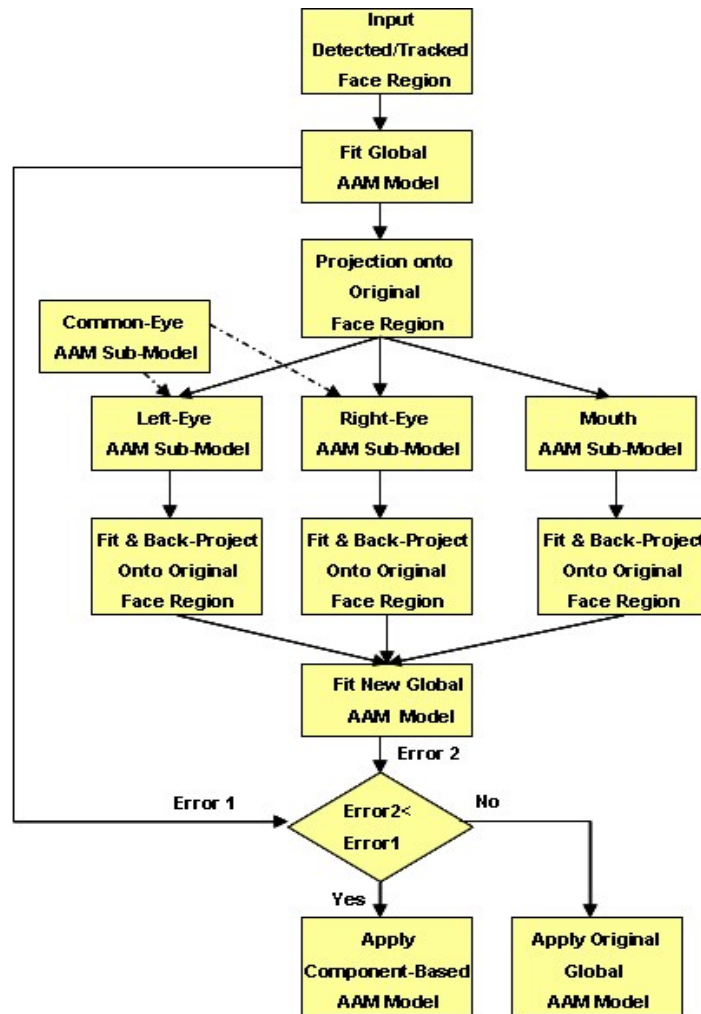 Input
Detected/Tracked
Face Region
Fit Global
AAM Model
Projection onto
Original
Face Region
Common-Eye
AAM Sub-Model
Left-Eye
AAM Sub-Model
Right-Eye
AAM Sub-Model
Mouth
AAM Sub-Model
Fit & Back-Project
Onto Original
Face Region
Fit & Back-Project
Onto Original
Face Region
Fit & Back-Project
Onto Original
Face Region
Fit New Global
AAM Model
Error 2
Error 1
Error2<
Error1
No
Yes
Apply
Component-Based
AAM Model
Apply Original
Global
AAM Model